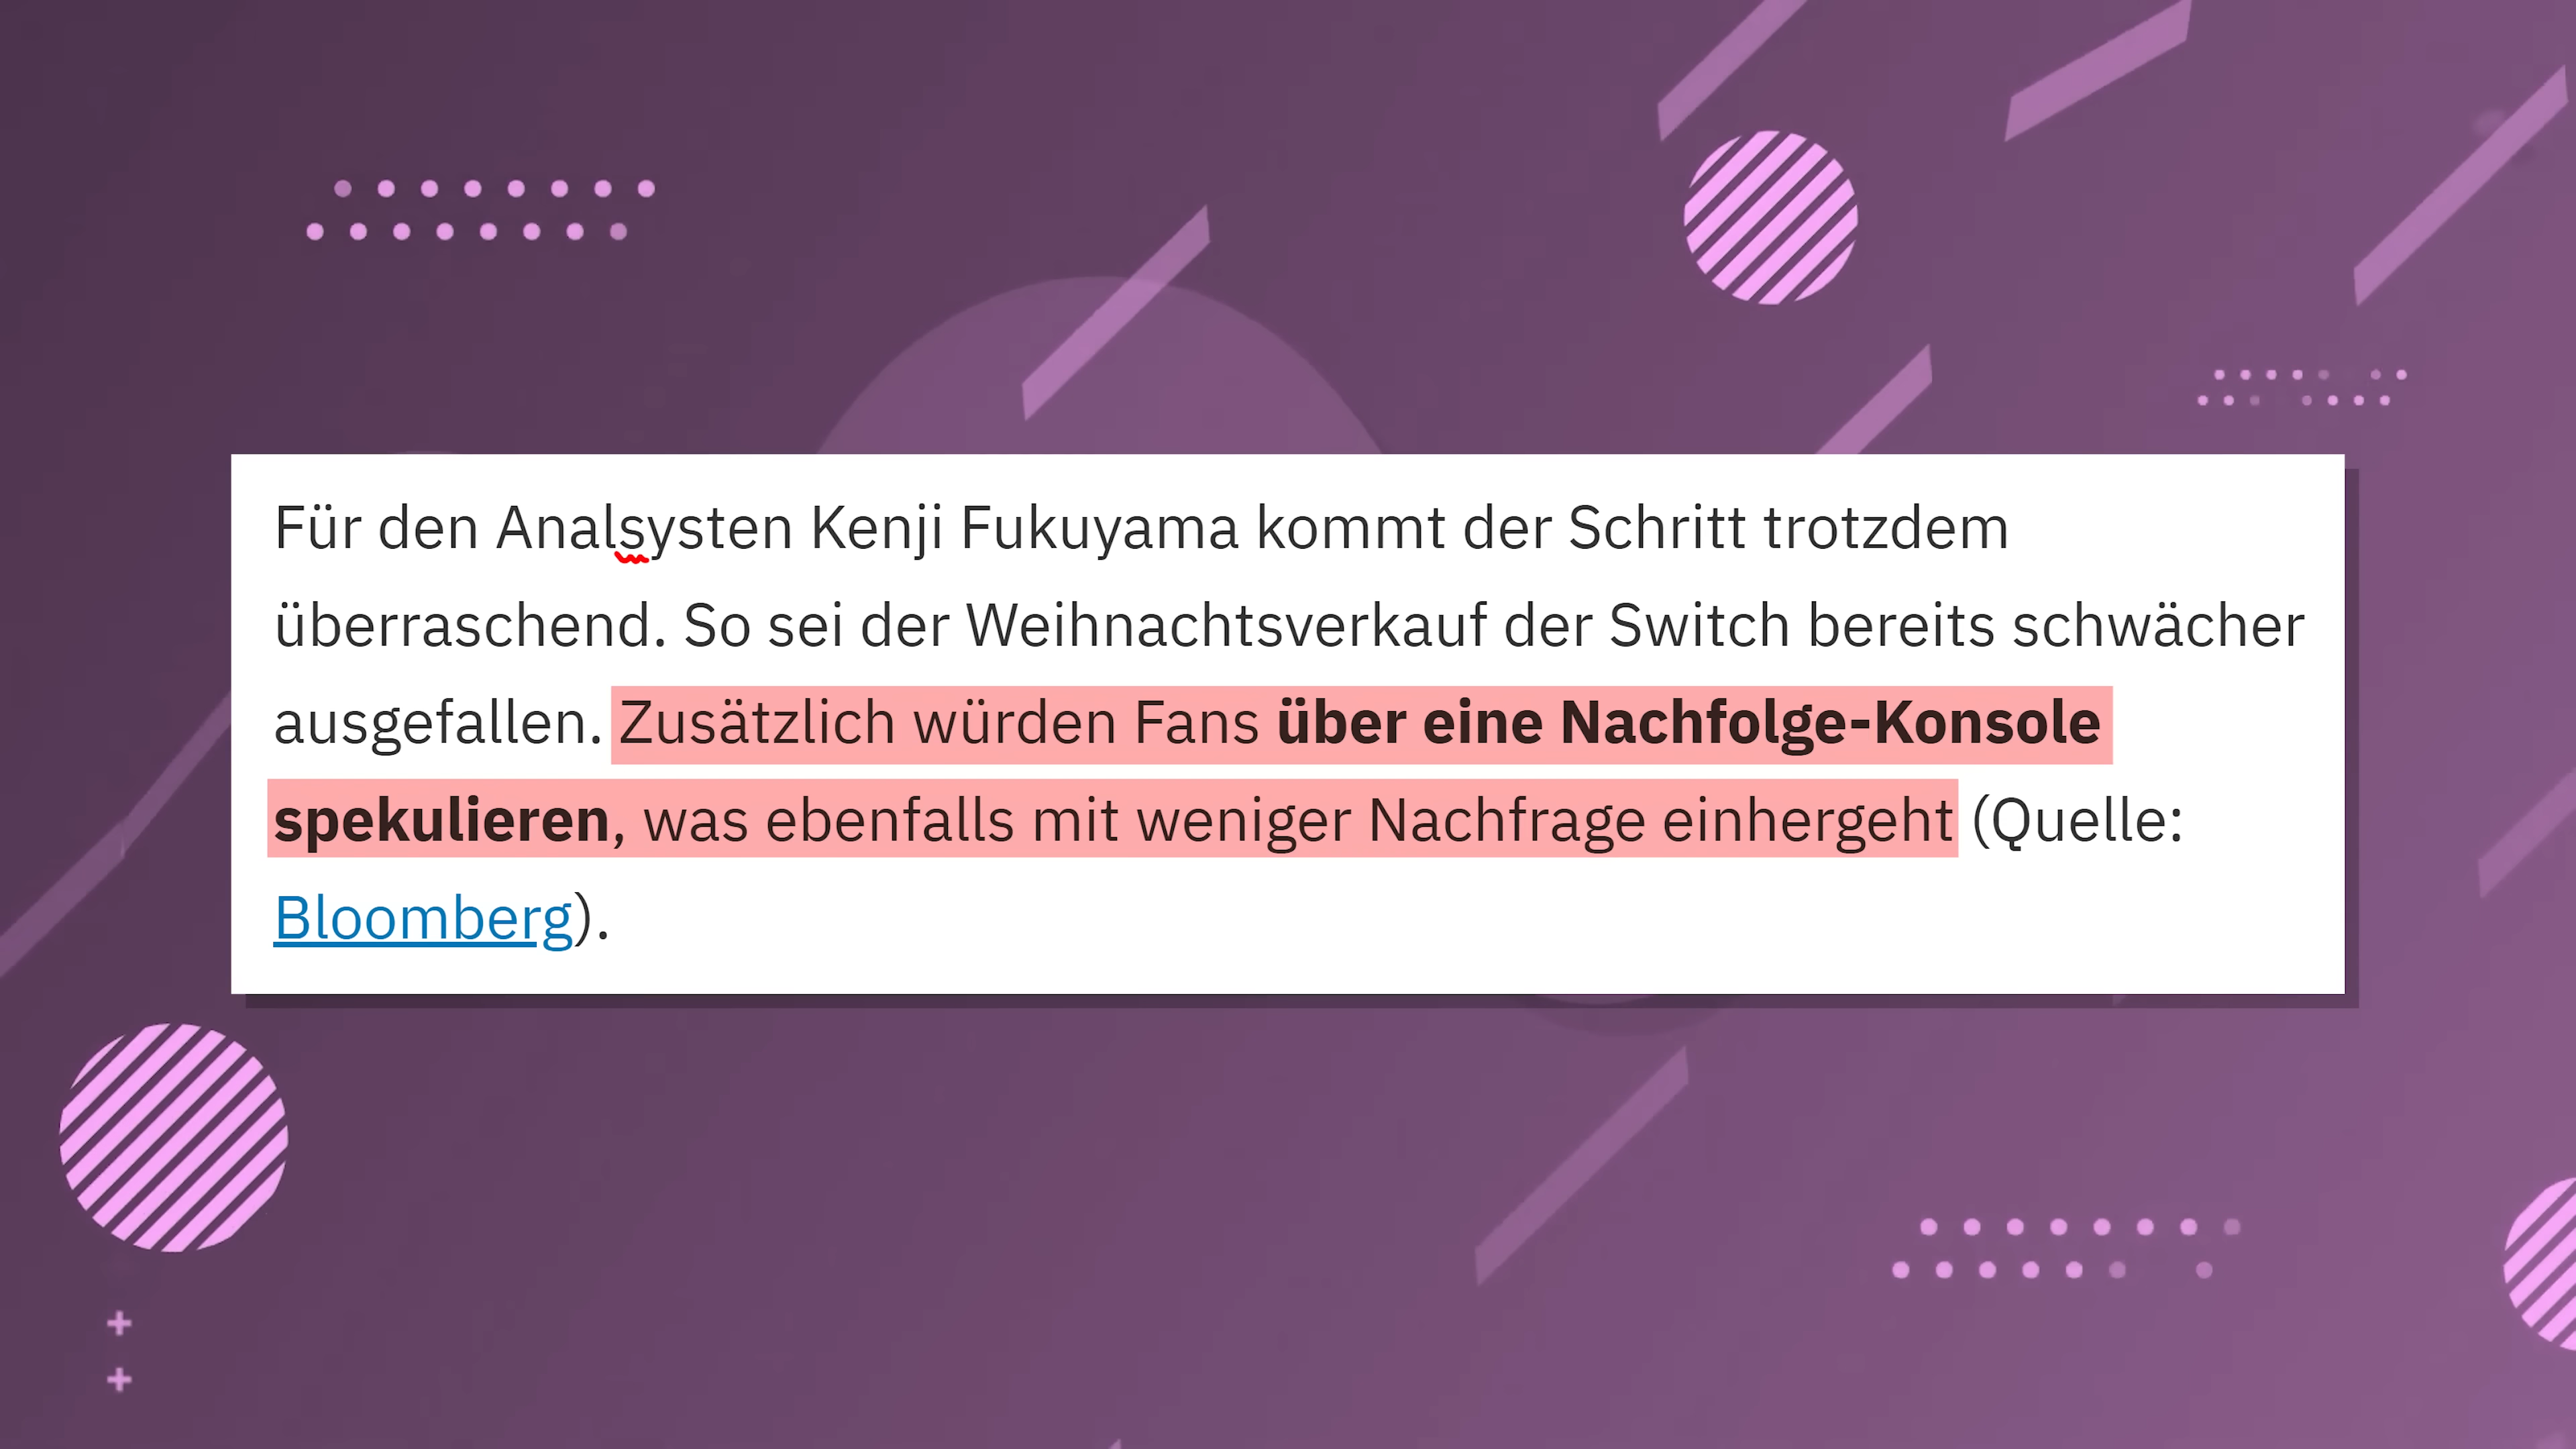 Für den Analsysten Kenji Fukuyama kommt der Schritt trotzdem
überraschend. So sei der Weihnachtsverkauf der Switch bereits schwächer
ausgefallen. Zusätzlich würden Fans über eine Nachfolge-Konsole
spekulieren, was ebenfalls mit weniger Nachfrage einhergeht (Quelle:
Bloomberg).